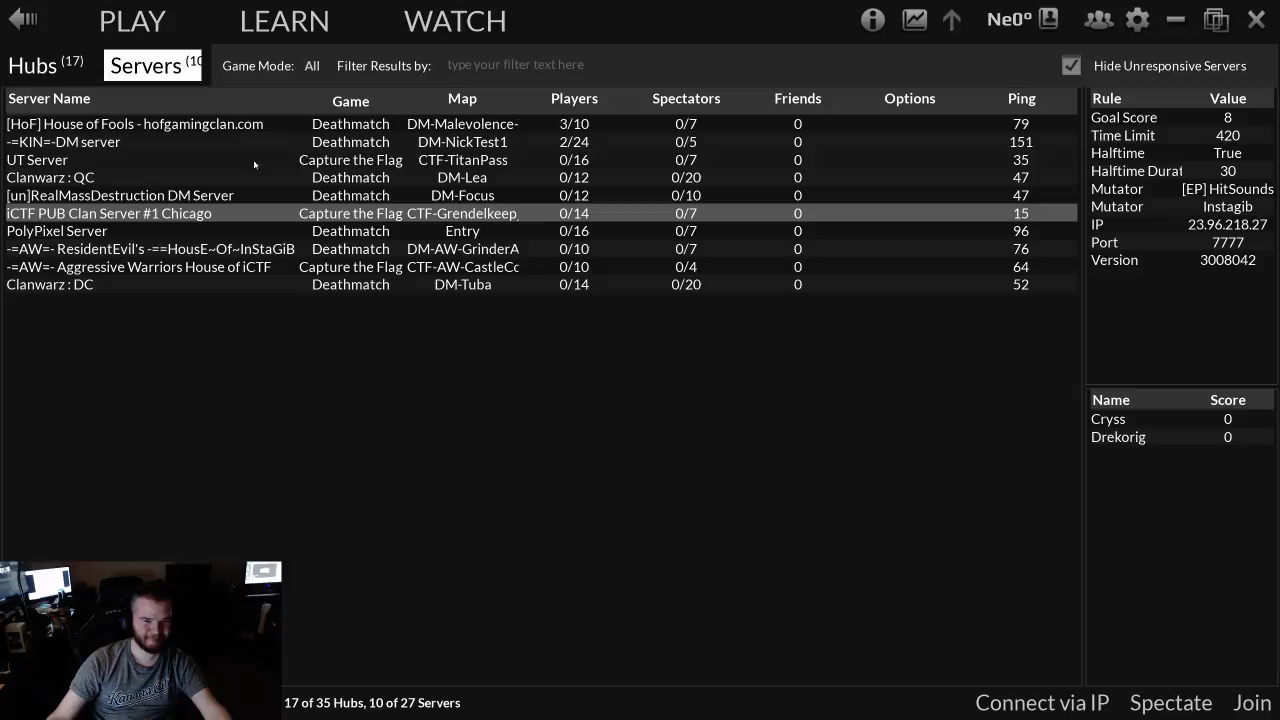 PLAY LEARN WATCH Ne0°
Hubs (17) Servers (10 Game Mode: All Filter Results by: type your filter text here Hide Unresponsive Servers
Server Name Game Map Players Spectators Friends Options Ping
[HoF] House of Fools - hofgamingclan.com Deathmatch DM-Malevolence- 3/10 0/7 0 79
-=KIN=-DM server Deathmatch DM-NickTest1 2/24 0/5 0 151
UT Server Capture the Flag CTF-TitanPass 0/16 0/7 0 35
Clanwarz : QC Deathmatch DM-Lea 0/12 0/20 0 47
[un]RealMassDestruction DM Server Deathmatch DM-Focus 0/12 0/10 0 47
iCTF PUB Clan Server #1 Chicago Capture the Flag CTF-Grendelkeep_ 0/14 0/7 0 15
PolyPixel Server Deathmatch Entry 0/16 0/7 0 96
-=AW=- ResidentEvil's -==HousE~Of~InStaGiB Deathmatch DM-AW-GrinderA 0/10 0/7 0 76
-=AW=- Aggressive Warriors House of iCTF Capture the Flag CTF-AW-CastleCc 0/10 0/4 0 64
Clanwarz : DC Deathmatch DM-Tuba 0/14 0/20 0 52
Rule Value
Goal Score 8
Time Limit 420
Halftime True
Halftime Durat 30
Mutator [EP] HitSounds
Mutator Instagib
IP 23.96.218.27
Port 7777
Version 3008042
Name Score
Cryss 0
Drekorig 0
17 of 35 Hubs, 10 of 27 Servers
Connect via IP Spectate Join